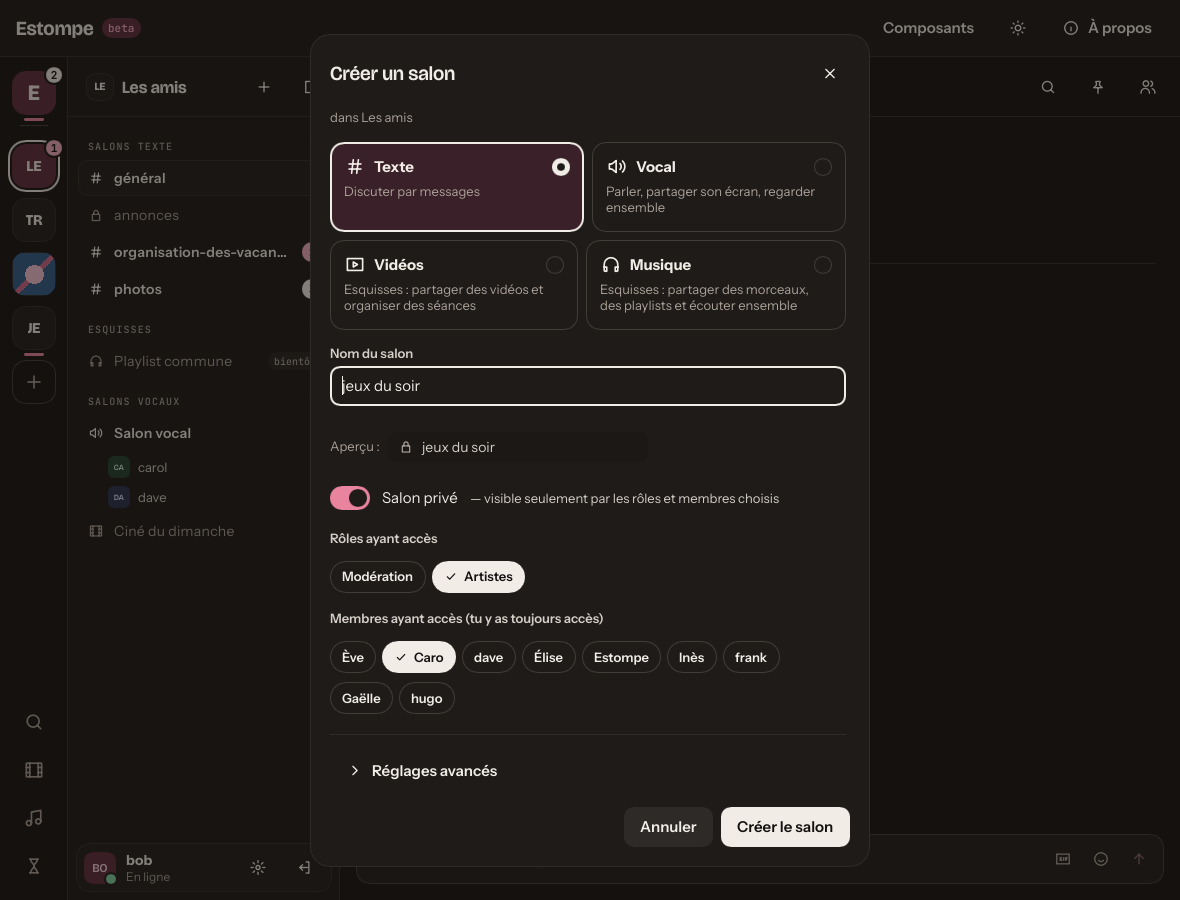 Estompe beta
Composants
À propos
E 2
LE Les amis
LE 1
TR
JE
SALONS TEXTE
général
annonces
organisation-des-vacan...
photos
ESQUISSES
Playlist commune
SALONS VOCAUX
Salon vocal
CA carol
DA dave
Ciné du dimanche
BO bob
En ligne
Créer un salon
dans Les amis
Texte
Discuter par messages
Vocal
Parler, partager son écran, regarder
ensemble
Vidéos
Esquisses : partager des vidéos et
organiser des séances
Musique
Esquisses : partager des morceaux,
des playlists et écouter ensemble
Nom du salon
jeux du soir
Aperçu : jeux du soir
Salon privé — visible seulement par les rôles et membres choisis
Rôles ayant accès
Modération Artistes
Membres ayant accès (tu y as toujours accès)
Ève Caro dave Élise Estompe Inès frank
Gaëlle hugo
Réglages avancés
Annuler Créer le salon
GIF